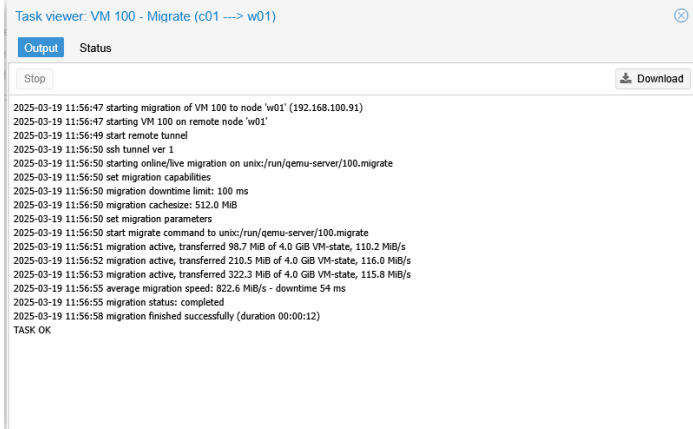 Task viewer: VM 100 - Migrate (c01 ---> w01)
Output Status
Stop Download
2025-03-19 11:56:47 starting migration of VM 100 to node 'w01' (192.168.100.91)
2025-03-19 11:56:47 starting VM 100 on remote node 'w01'
2025-03-19 11:56:49 start remote tunnel
2025-03-19 11:56:50 ssh tunnel ver 1
2025-03-19 11:56:50 starting online/live migration on unix:/run/qemu-server/100.migrate
2025-03-19 11:56:50 set migration capabilities
2025-03-19 11:56:50 migration downtime limit: 100 ms
2025-03-19 11:56:50 migration cachesize: 512.0 MiB
2025-03-19 11:56:50 set migration parameters
2025-03-19 11:56:50 start migrate command to unix:/run/qemu-server/100.migrate
2025-03-19 11:56:51 migration active, transferred 98.7 MiB of 4.0 GiB VM-state, 110.2 MiB/s
2025-03-19 11:56:52 migration active, transferred 210.5 MiB of 4.0 GiB VM-state, 116.0 MiB/s
2025-03-19 11:56:53 migration active, transferred 322.3 MiB of 4.0 GiB VM-state, 115.8 MiB/s
2025-03-19 11:56:55 average migration speed: 822.6 MiB/s - downtime 54 ms
2025-03-19 11:56:55 migration status: completed
2025-03-19 11:56:58 migration finished successfully (duration 00:00:12)
TASK OK